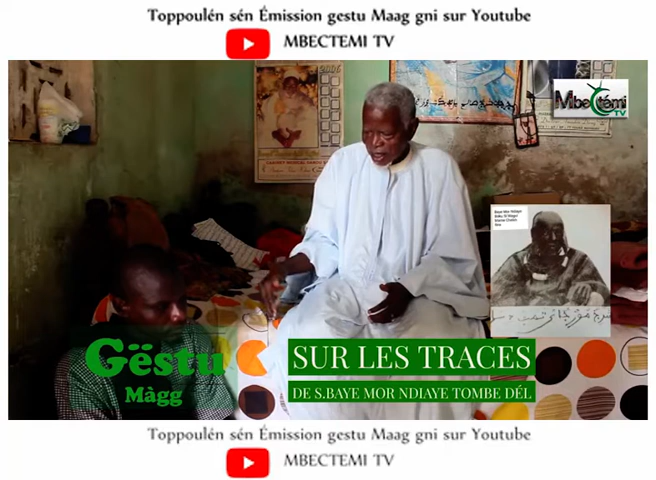 Toppoulén sén Émission gestu Maag gni sur Youtube
MBECTEMI TV
2006
Mbectemi
TV
Gëstu
Màgg
SUR LES TRACES
DE S.BAYE MOR NDIAYE TOMBE DÉL
Toppoulén sén Émission gestu Maag gni sur Youtube
MBECTEMI TV